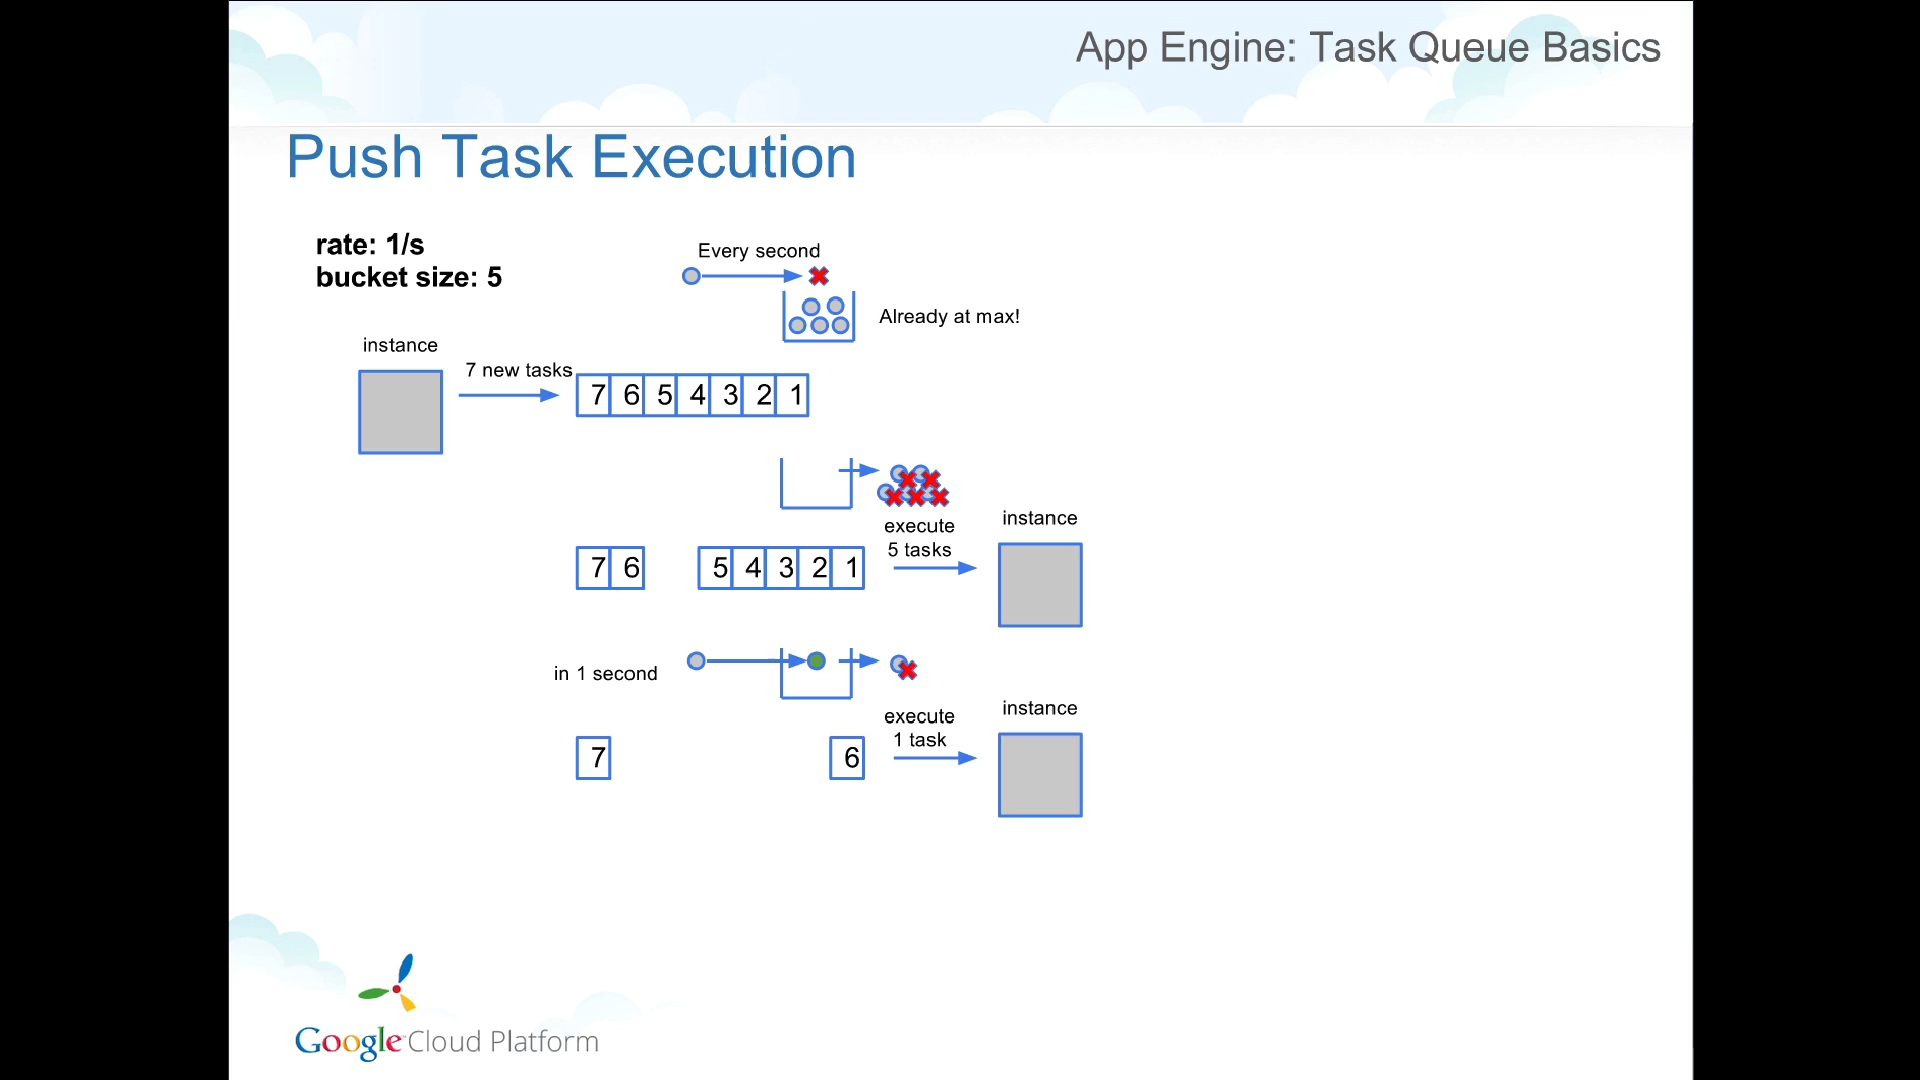 App Engine: Task Queue Basics
Push Task Execution
rate: 1/s
bucket size: 5
Every second
Already at max!
instance
7 new tasks
7 6 5 4 3 2 1
execute
5 tasks
instance
7 6
5 4 3 2 1
in 1 second
execute
1 task
instance
7
6
Google Cloud Platform